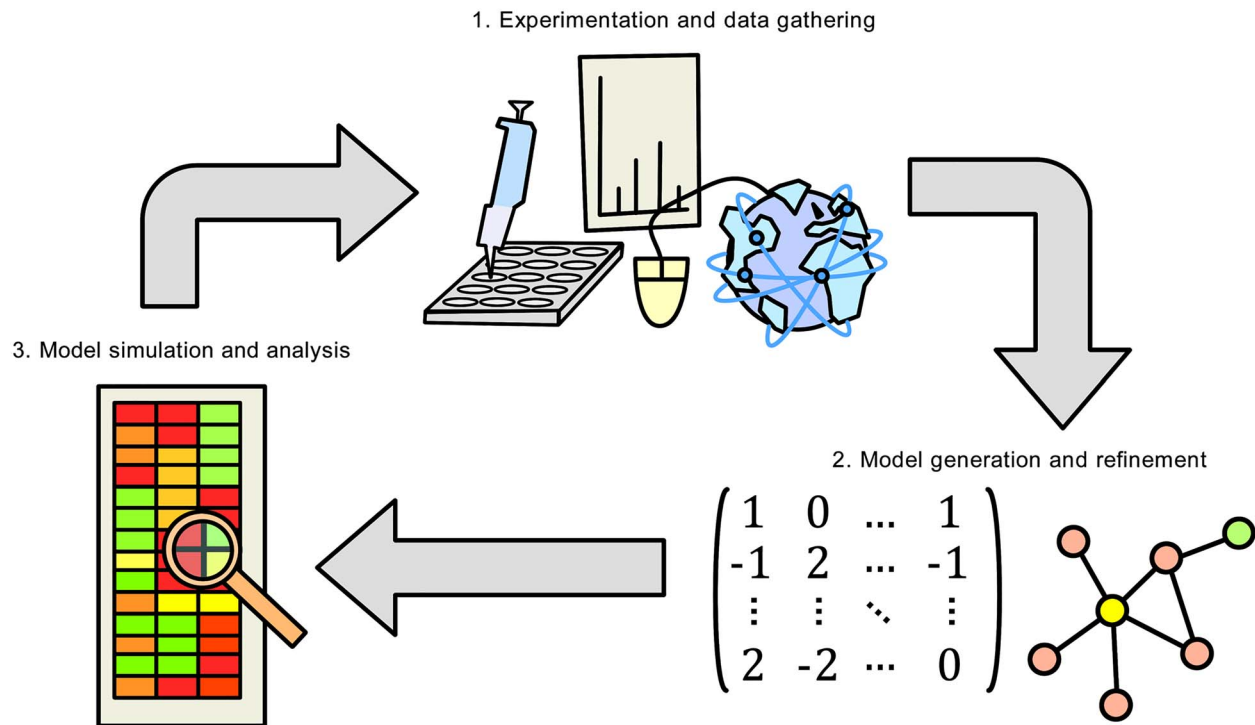 1. Experimentation and data gathering
3. Model simulation and analysis
2. Model generation and refinement
1 0 ... 1
-1 2 ... -1
⋮ ⋮ ⋱ ⋮
2 -2 ... 0